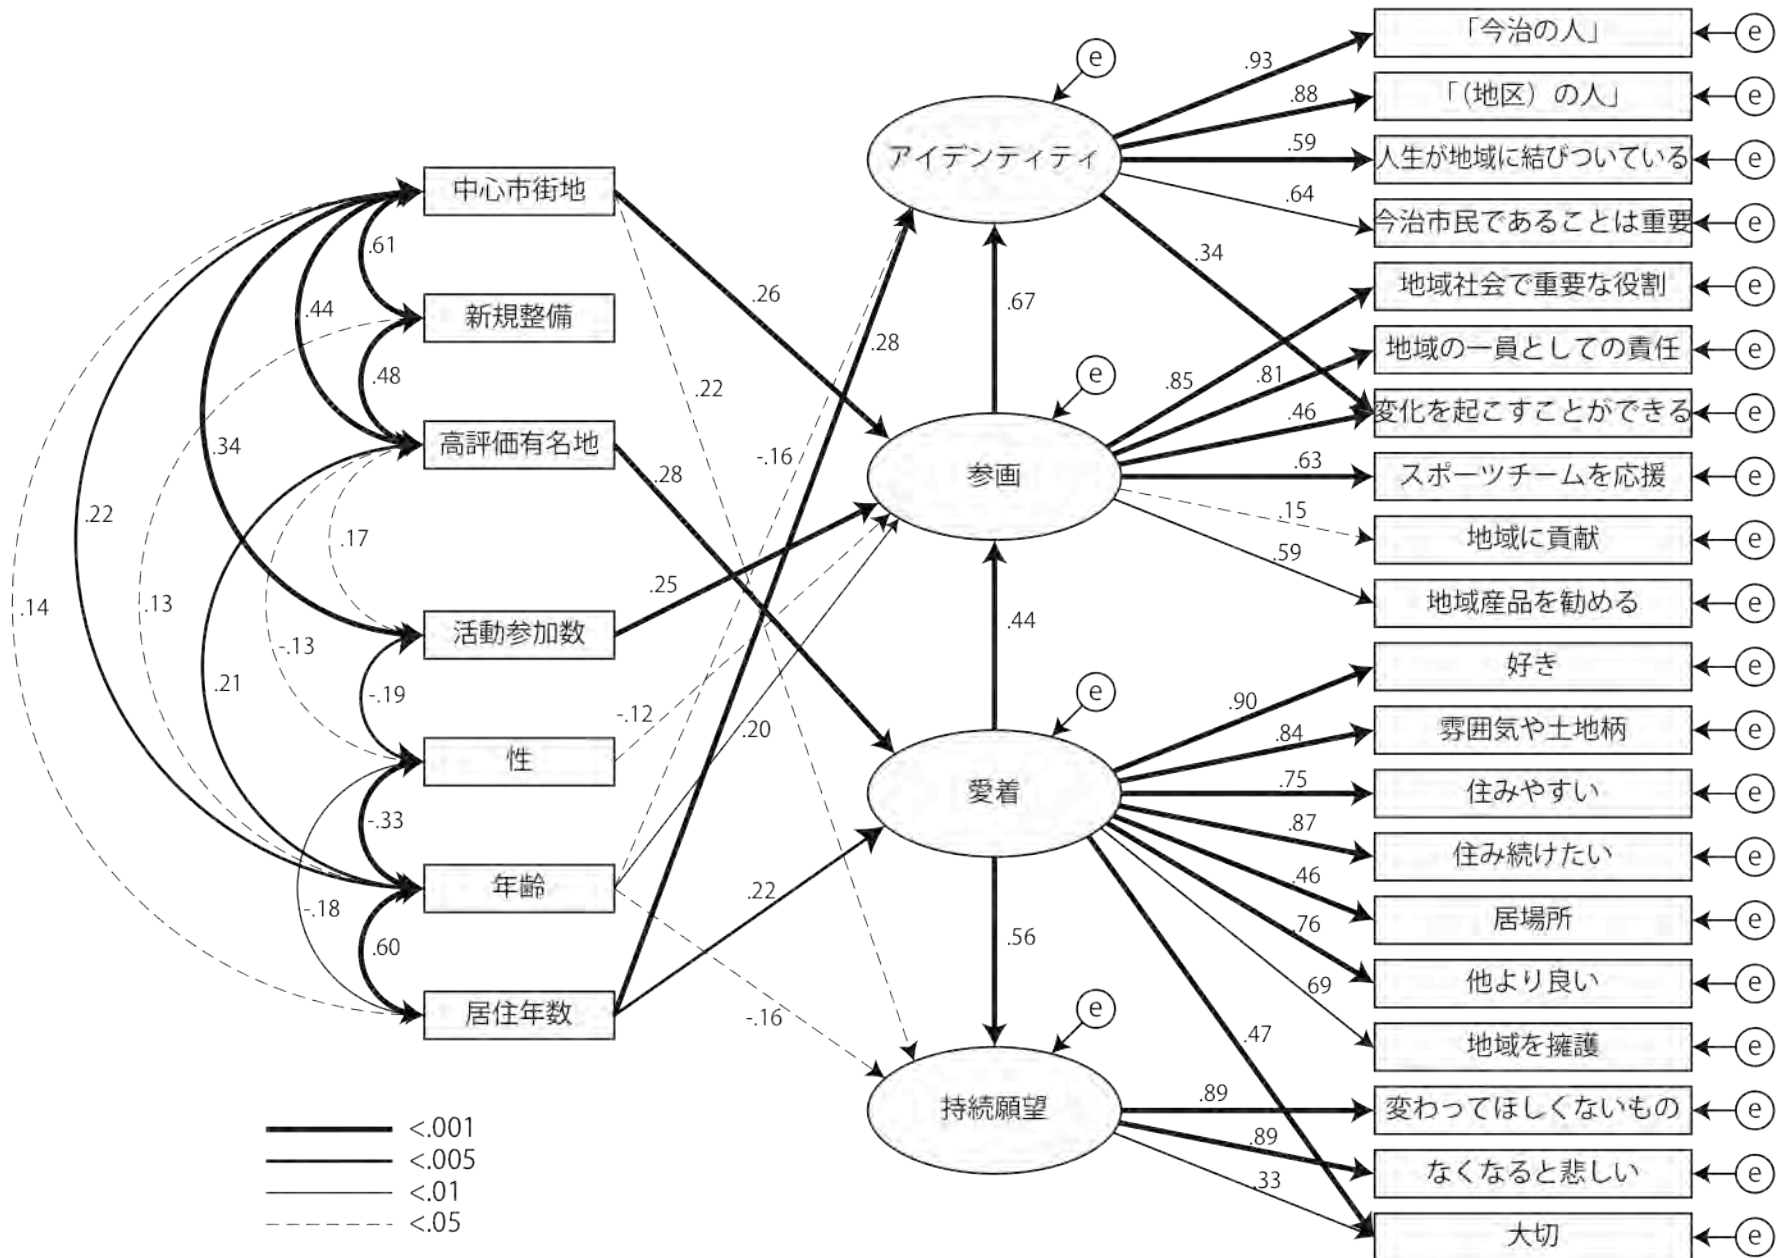 中心市街地
新規整備
高評価有名地
活動参加数
性
年齢
居住年数
.61
.44
.48
.34
.22
.17
.14
.13
-.13
.21
-.19
-.33
-.18
.60
<.001
<.005
<.01
<.05
.26
.22
.28
-.16
.28
.25
-.12
.20
.22
-.16
e
アイデンティティ
.67
e
参画
.44
e
愛着
.56
e
持続願望
.93
.88
.59
.64
.34
.85
.81
.46
.63
.15
.59
.90
.84
.75
.87
.46
.76
69
.47
.89
.89
.33
「今治の人」 e
「(地区)の人」 e
人生が地域に結びついている e
今治市民であることは重要 e
地域社会で重要な役割 e
地域の一員としての責任 e
変化を起こすことができる e
スポーツチームを応援 e
地域に貢献 e
地域産品を勧める e
好き e
雰囲気や土地柄 e
住みやすい e
住み続けたい e
居場所 e
他より良い e
地域を擁護 e
変わってほしくないもの e
なくなると悲しい e
大切 e